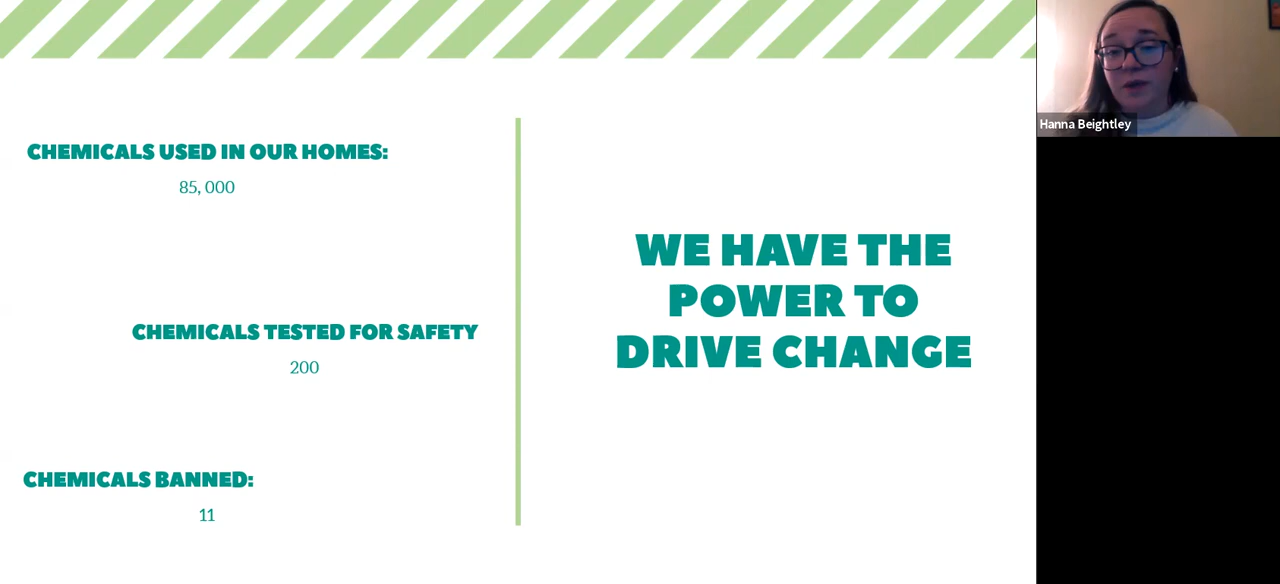 CHEMICALS USED IN OUR HOMES:
85, 000
CHEMICALS TESTED FOR SAFETY
200
CHEMICALS BANNED:
11
WE HAVE THE
POWER TO
DRIVE CHANGE
Hanna Beightley